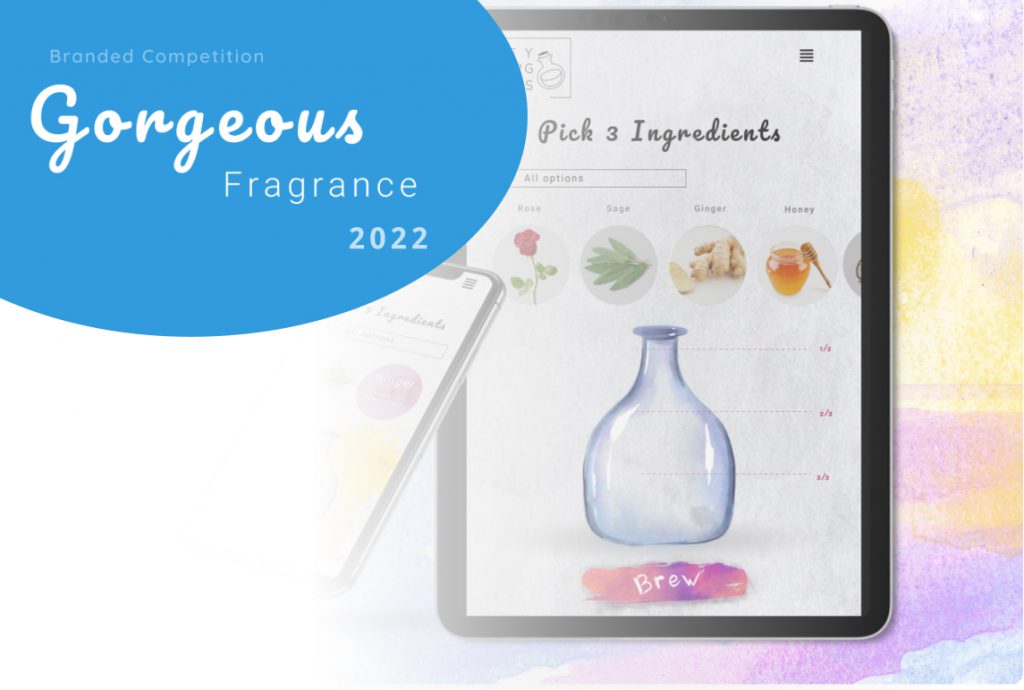 Branded Competition
Gorgeous
Fragrance
2022
Pick 3 Ingredients
All options
Rose
Sage
Ginger
Honey
1/3
2/3
3/3
Brew
3 Ingredients
All options
Ginger